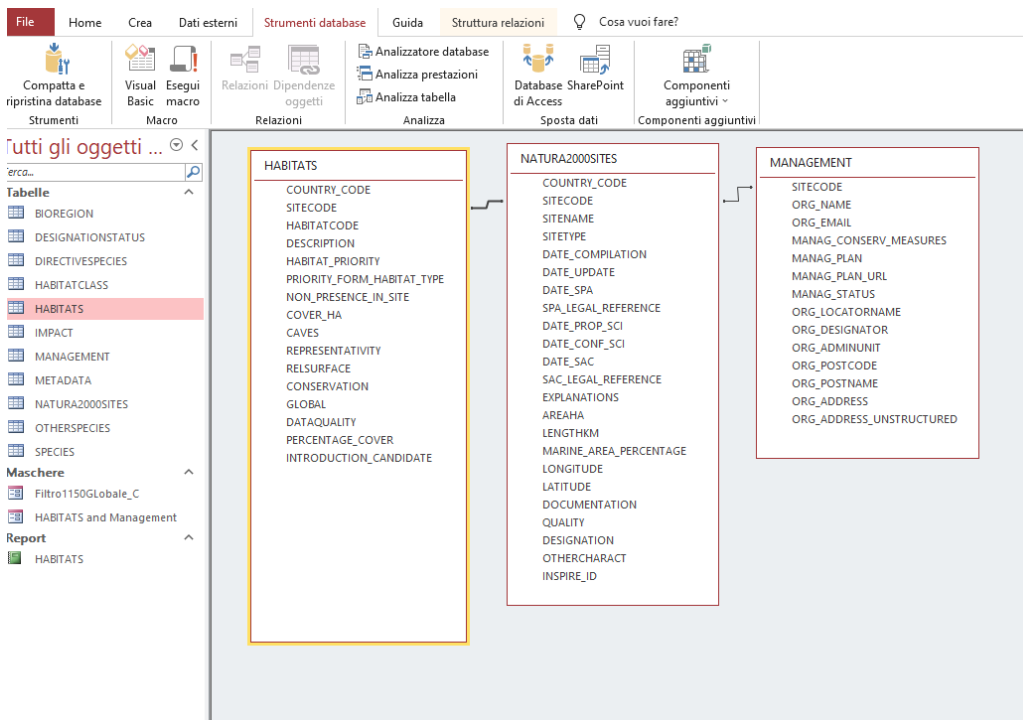 File Home Crea Dati esterni Strumenti database Guida Struttura relazioni Cosa vuoi fare?
Compatta e
ripristina database
Visual
Basic
Esegui
macro
Relazioni
Dipendenze
oggetti
Analizzatore database
Analizza prestazioni
Analizza tabella
Database
di Access
SharePoint
Componenti
aggiuntivi
Strumenti Macro Relazioni Analizza Sposta dati Componenti aggiuntivi
Tutti gli oggetti ...
Cerca...
Tabelle
BIOREGION
DESIGNATIONSTATUS
DIRECTIVESPECIES
HABITATCLASS
HABITATS
IMPACT
MANAGEMENT
METADATA
NATURA2000SITES
OTHERSPECIES
SPECIES
Maschere
Filtro1150GLobale_C
HABITATS and Management
Report
HABITATS
HABITATS
COUNTRY_CODE
SITECODE
HABITATCODE
DESCRIPTION
HABITAT_PRIORITY
PRIORITY_FORM_HABITAT_TYPE
NON_PRESENCE_IN_SITE
COVER_HA
CAVES
REPRESENTATIVITY
RELSURFACE
CONSERVATION
GLOBAL
DATAQUALITY
PERCENTAGE_COVER
INTRODUCTION_CANDIDATE
NATURA2000SITES
COUNTRY_CODE
SITECODE
SITENAME
SITETYPE
DATE_COMPILATION
DATE_UPDATE
DATE_SPA
SPA_LEGAL_REFERENCE
DATE_PROP_SCI
DATE_CONF_SCI
DATE_SAC
SAC_LEGAL_REFERENCE
EXPLANATIONS
AREAHA
LENGTHKM
MARINE_AREA_PERCENTAGE
LONGITUDE
LATITUDE
DOCUMENTATION
QUALITY
DESIGNATION
OTHERCHARACT
INSPIRE_ID
MANAGEMENT
SITECODE
ORG_NAME
ORG_EMAIL
MANAG_CONSERV_MEASURES
MANAG_PLAN
MANAG_PLAN_URL
MANAG_STATUS
ORG_LOCATORNAME
ORG_DESIGNATOR
ORG_ADMINUNIT
ORG_POSTCODE
ORG_POSTNAME
ORG_ADDRESS
ORG_ADDRESS_UNSTRUCTURED